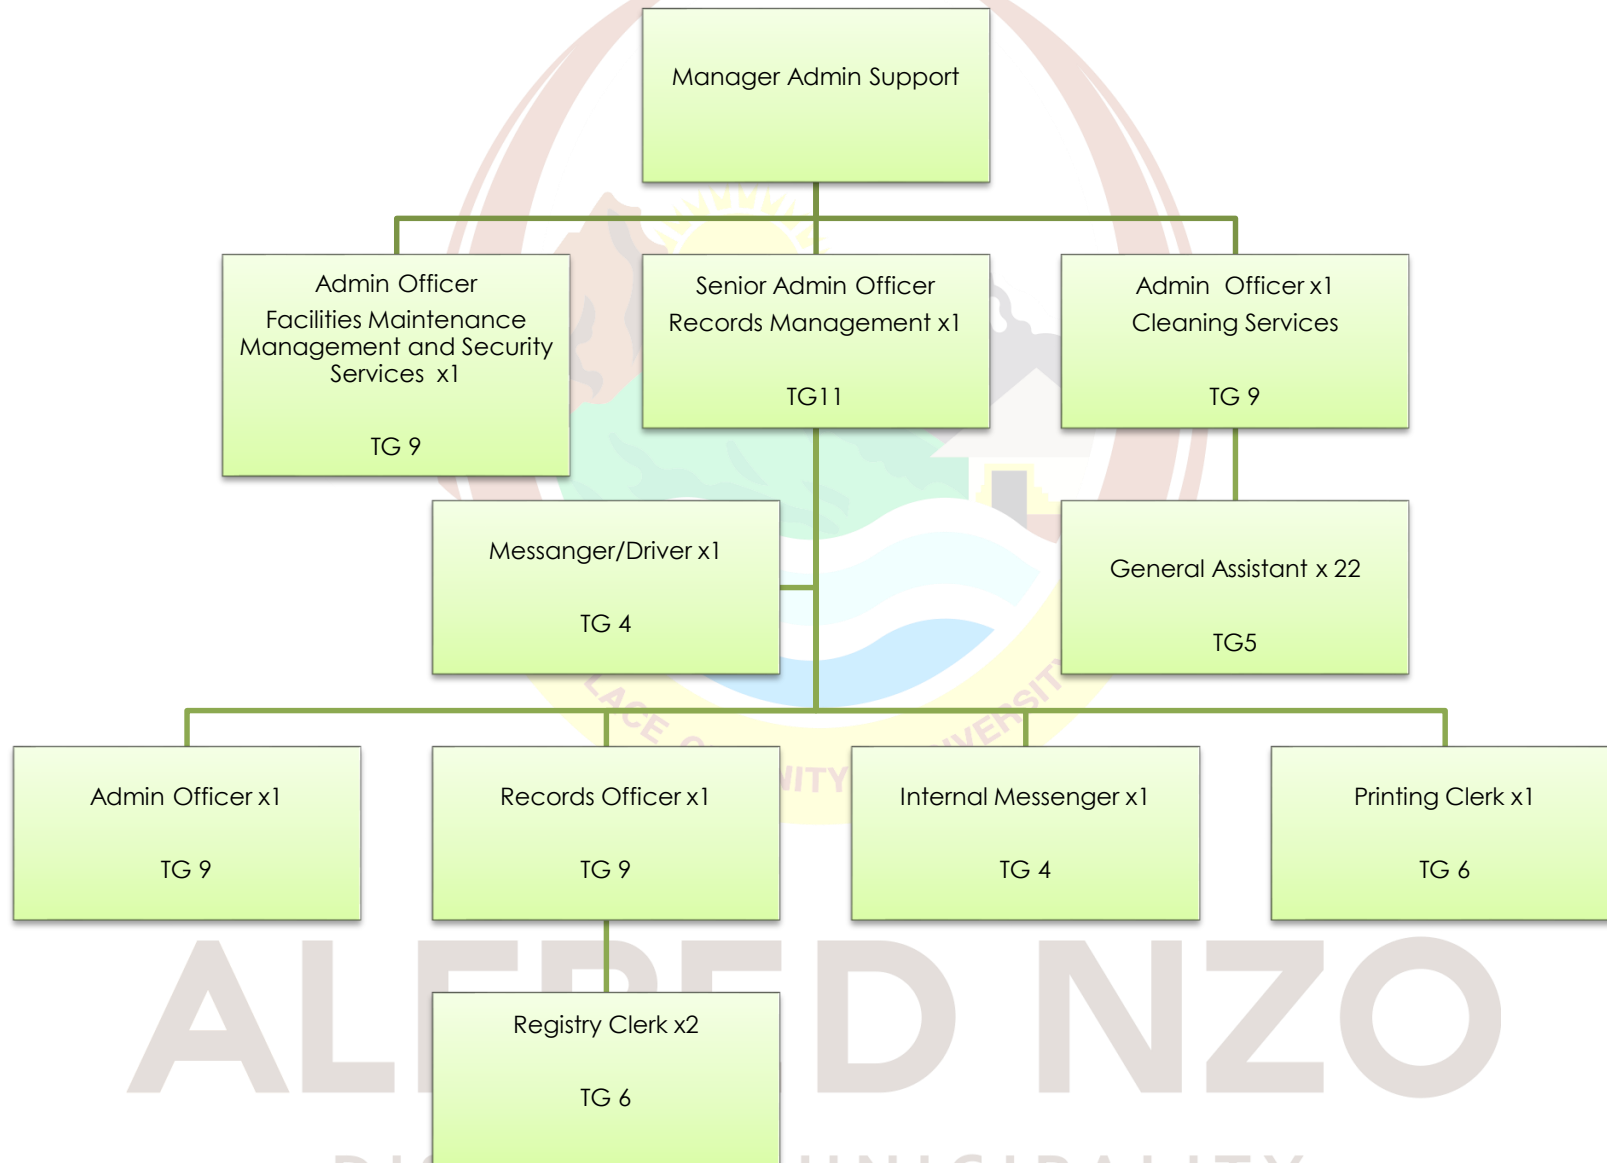 Manager Admin Support
Admin Officer
Facilities Maintenance
Management and Security
Services x1
TG 9
Senior Admin Officer
Records Management x1
TG11
Admin Officer x1
Cleaning Services
TG 9
Messanger/Driver x1
TG 4
General Assistant x 22
TG5
Admin Officer x1
TG 9
Records Officer x1
TG 9
Internal Messenger x1
TG 4
Printing Clerk x1
TG 6
Registry Clerk x2
TG 6
NZO